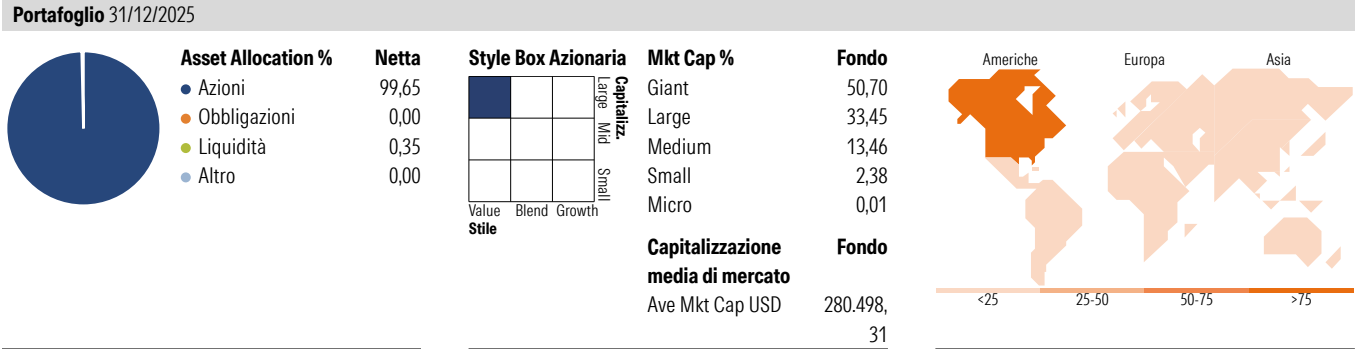 Portafoglio 31/12/2025
Asset Allocation % Netta
Azioni 99,65
Obbligazioni 0,00
Liquidità 0,35
Altro 0,00
Style Box Azionaria
Capitalizz.
Large Mid Small
Value Blend Growth
Stile
Mkt Cap % Fondo
Giant 50,70
Large 33,45
Medium 13,46
Small 2,38
Micro 0,01
Capitalizzazione Fondo
media di mercato
Ave Mkt Cap USD 280.498,
31
Americhe Europa Asia
<25 25-50 50-75 >75